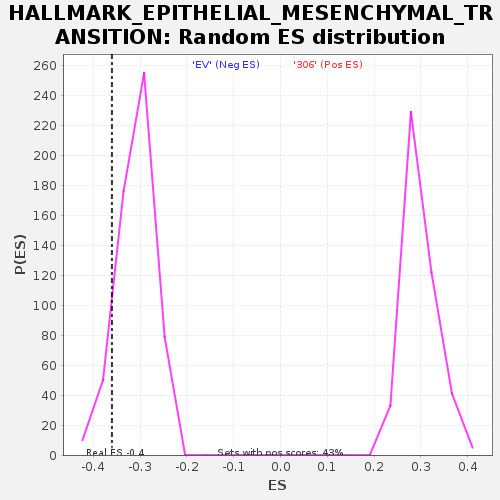 HALLMARK_EPITHELIAL_MESENCHYMAL_TR
ANSITION: Random ES distribution
'EV' (Neg ES)
'306' (Pos ES)
260
240
220
200
180
160
140
120
100
80
60
40
20
0
P(ES)
Real ES -0.4
Sets with pos scores: 43%
-0.4
-0.3
-0.2
-0.1
0.0
0.1
0.2
0.3
0.4
ES